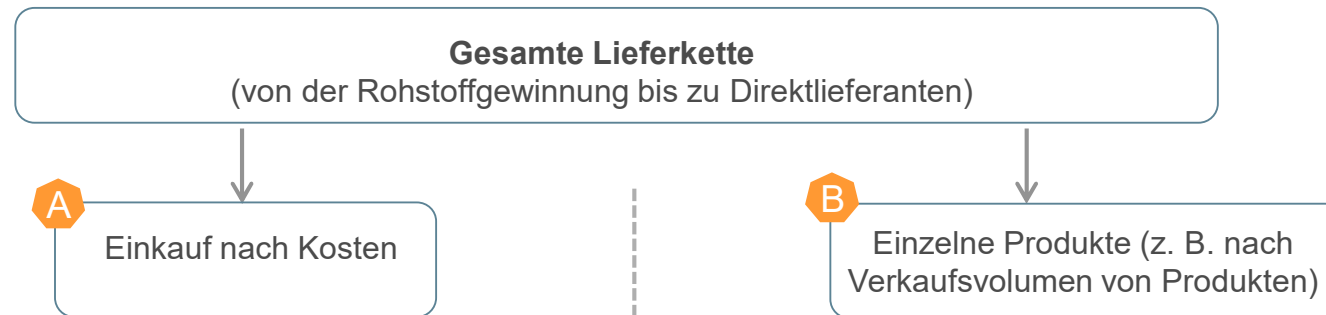 Gesamte Lieferkette
(von der Rohstoffgewinnung bis zu Direktlieferanten)
A
Einkauf nach Kosten
B
Einzelne Produkte (z. B. nach
Verkaufsvolumen von Produkten)